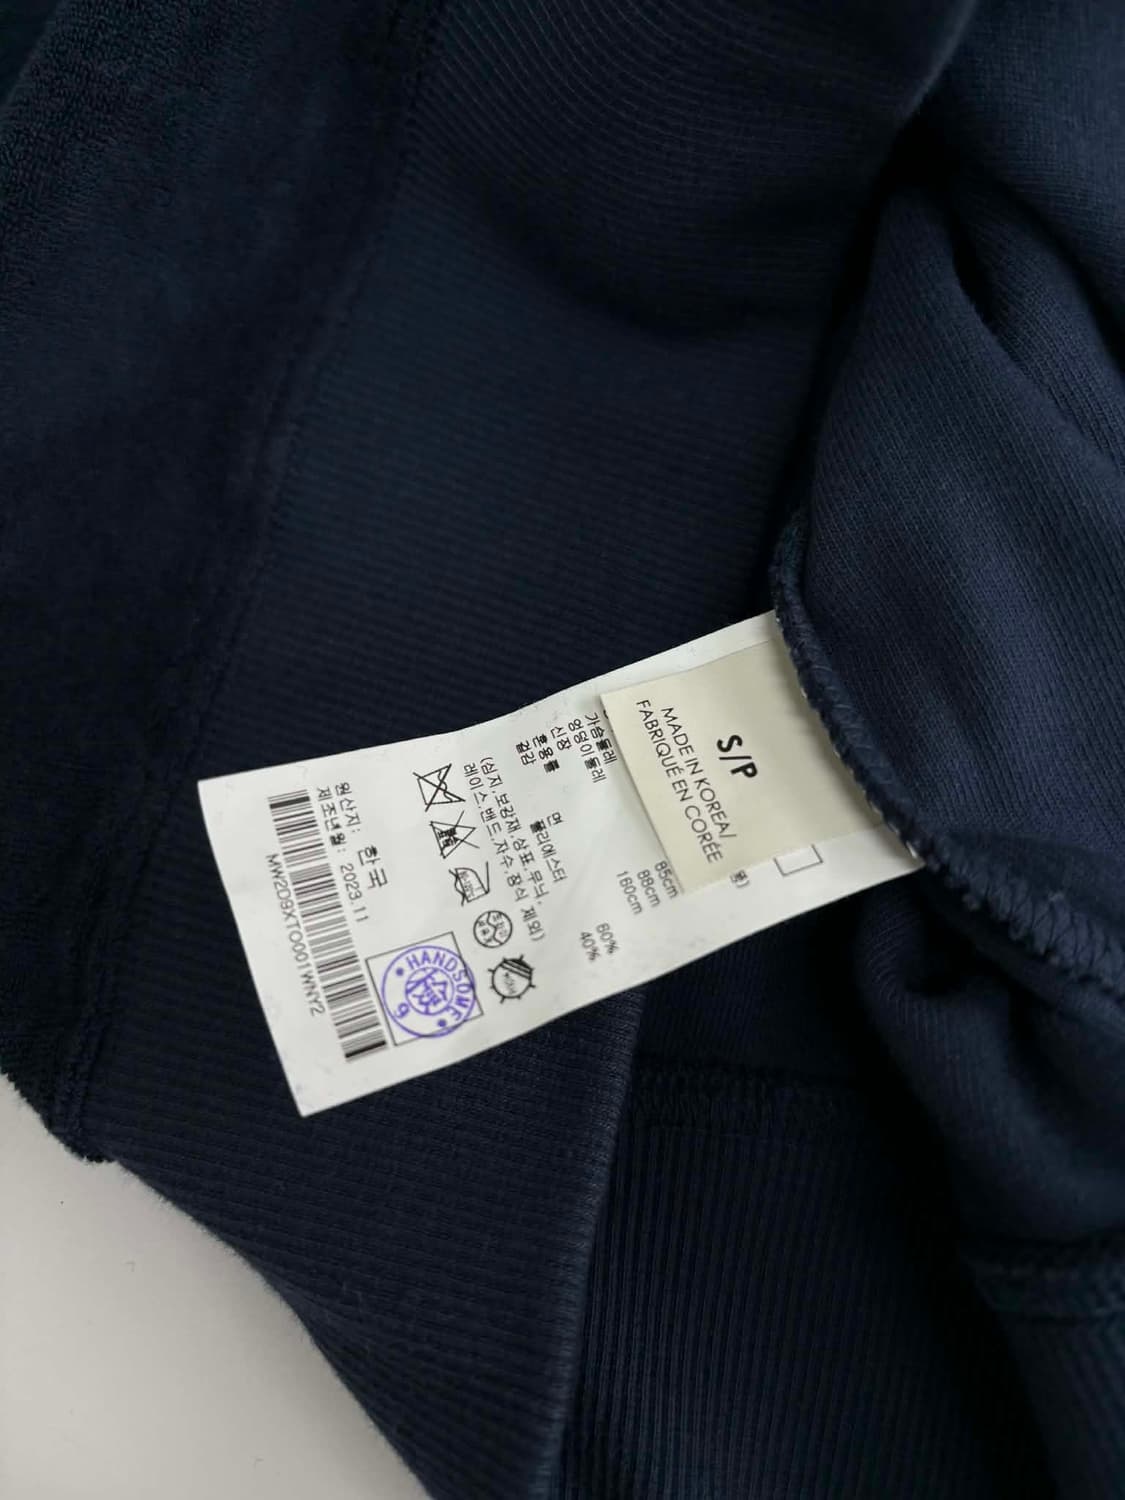 S/P
MADE IN KOREA/
FABRIQUÉ EN CORÉE
가슴둘레 85cm
엉덩이둘레 88cm
신장 160cm
혼용률
겉감 면 60%
폴리에스터 40%
(심지,보강재,상표,무늬,
레이스,밴드,자수,장식 제외)
원산지: 한국
제조년월: 2023.11
MW2D9XTO001WNY2
HANDSOME
6